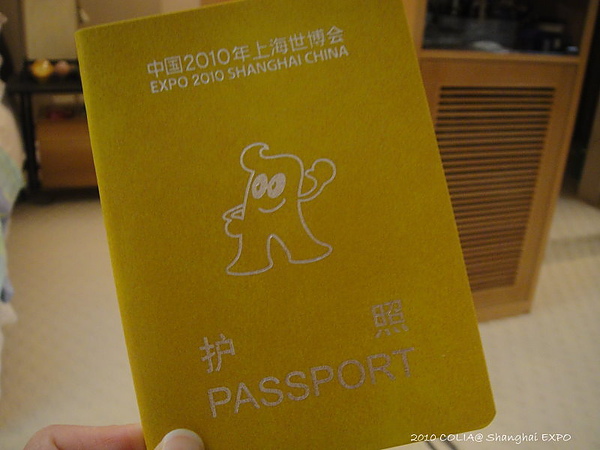 中国2010年上海世博会
EXPO 2010 SHANGHAI CHINA
护 照
PASSPORT
2010 COLIA@ Shanghai EXPO